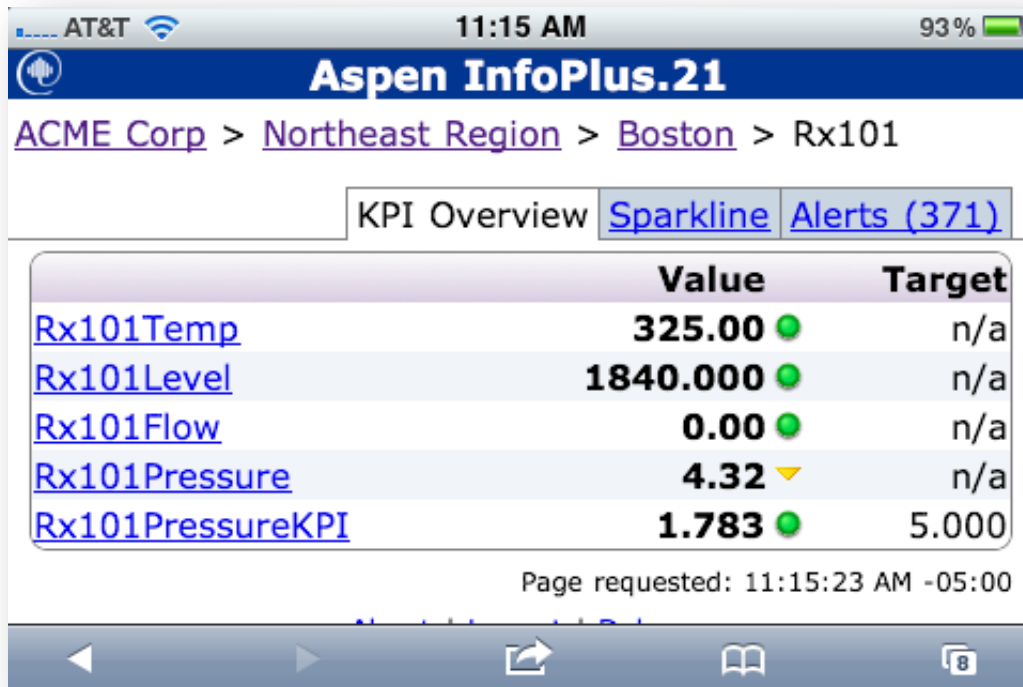 AT&T 11:15 AM 93%
Aspen InfoPlus.21
ACME Corp > Northeast Region > Boston > Rx101
KPI Overview Sparkline Alerts (371)
Value Target
Rx101Temp 325.00 n/a
Rx101Level 1840.000 n/a
Rx101Flow 0.00 n/a
Rx101Pressure 4.32 n/a
Rx101PressureKPI 1.783 5.000
Page requested: 11:15:23 AM -05:00
8